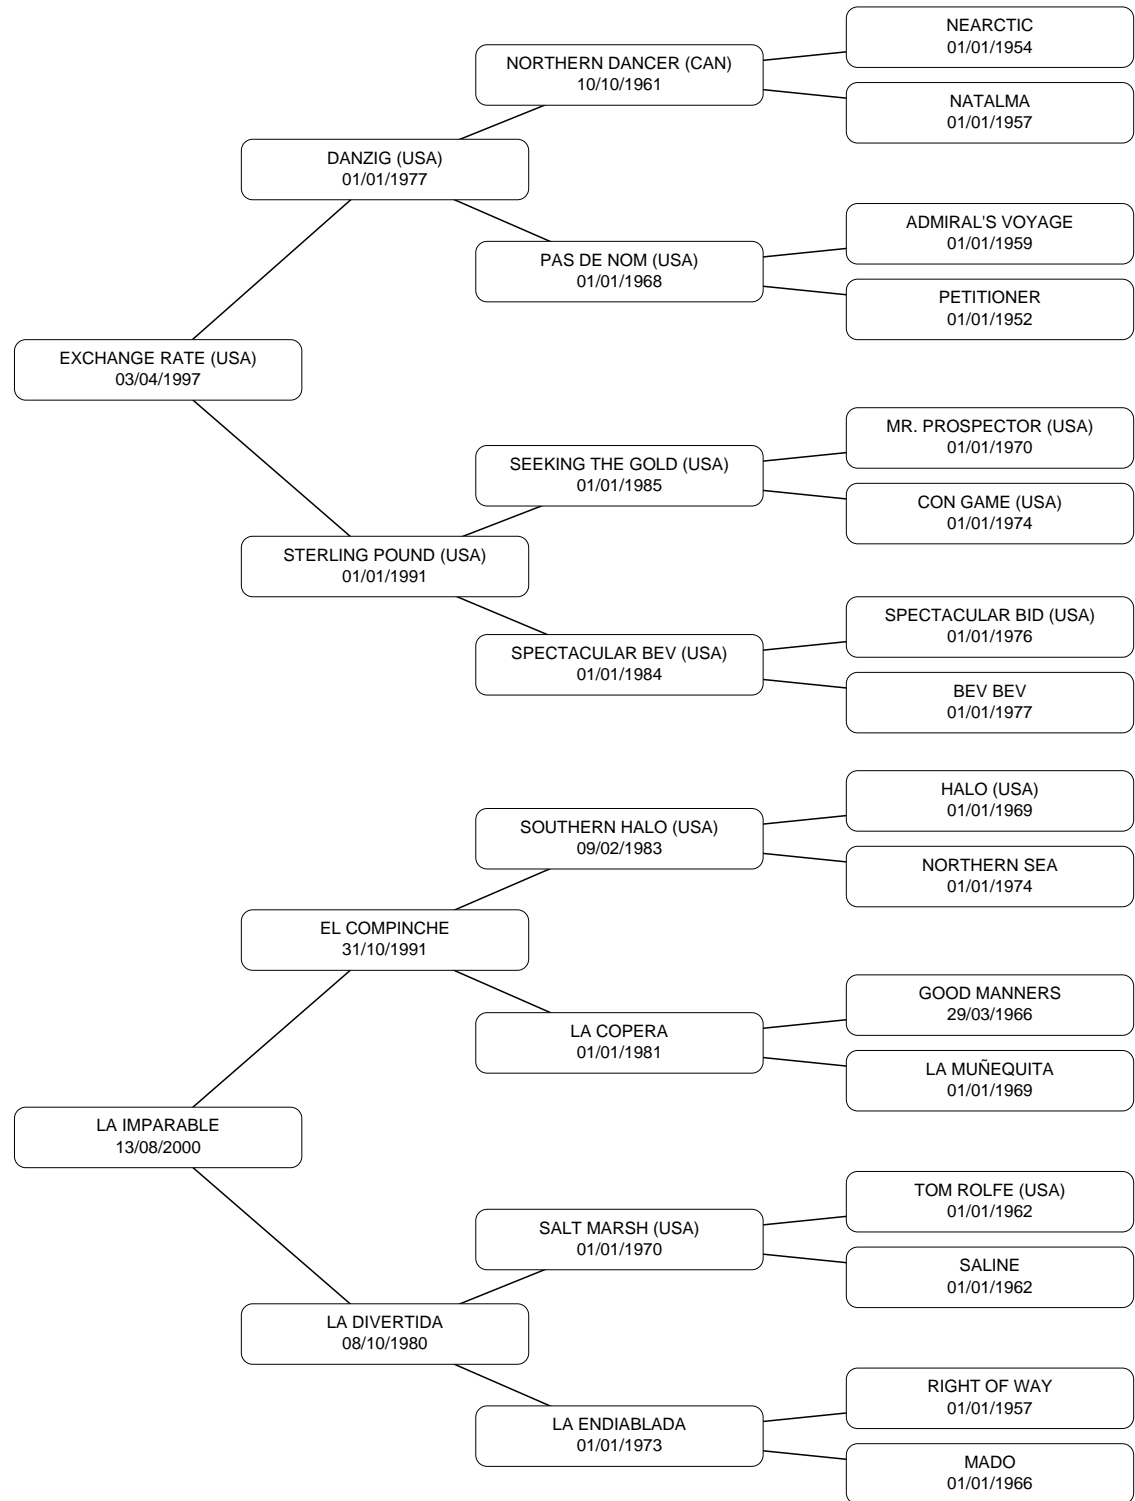 NEARCTIC
01/01/1954
NORTHERN DANCER (CAN)
10/10/1961
NATALMA
01/01/1957
DANZIG (USA)
01/01/1977
ADMIRAL'S VOYAGE
01/01/1959
PAS DE NOM (USA)
01/01/1968
PETITIONER
01/01/1952
EXCHANGE RATE (USA)
03/04/1997
MR. PROSPECTOR (USA)
01/01/1970
SEEKING THE GOLD (USA)
01/01/1985
CON GAME (USA)
01/01/1974
STERLING POUND (USA)
01/01/1991
SPECTACULAR BID (USA)
01/01/1976
SPECTACULAR BEV (USA)
01/01/1984
BEV BEV
01/01/1977
HALO (USA)
01/01/1969
SOUTHERN HALO (USA)
09/02/1983
NORTHERN SEA
01/01/1974
EL COMPINCHE
31/10/1991
GOOD MANNERS
29/03/1966
LA COPERA
01/01/1981
LA MUÑEQUITA
01/01/1969
LA IMPARABLE
13/08/2000
TOM ROLFE (USA)
01/01/1962
SALT MARSH (USA)
01/01/1970
SALINE
01/01/1962
LA DIVERTIDA
08/10/1980
RIGHT OF WAY
01/01/1957
LA ENDIABLADA
01/01/1973
MADO
01/01/1966